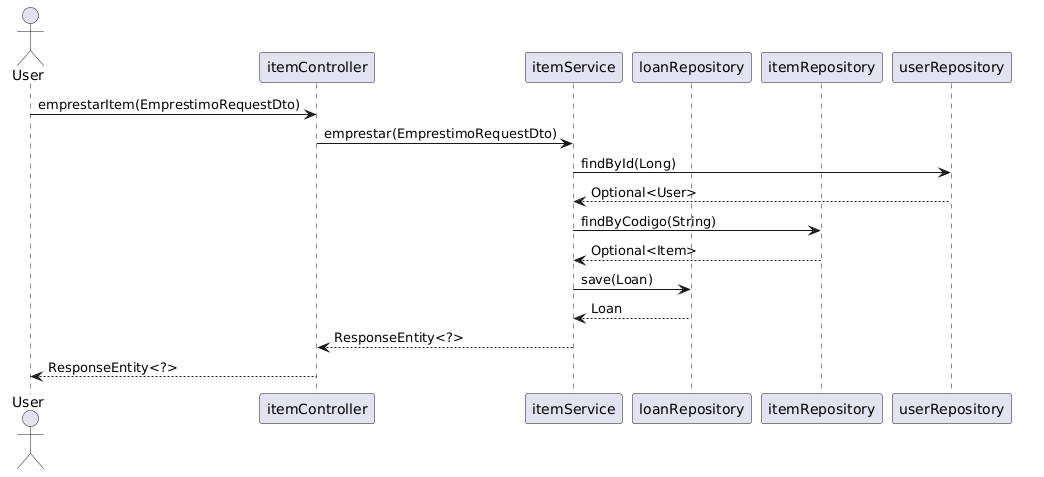 User
itemController
itemService
loanRepository
itemRepository
userRepository
emprestarItem(EmprestimoRequestDto)
emprestar(EmprestimoRequestDto)
findById(Long)
Optional<User>
findByCodigo(String)
Optional<Item>
save(Loan)
Loan
ResponseEntity<?>
ResponseEntity<?>
User
itemController
itemService
loanRepository
itemRepository
userRepository